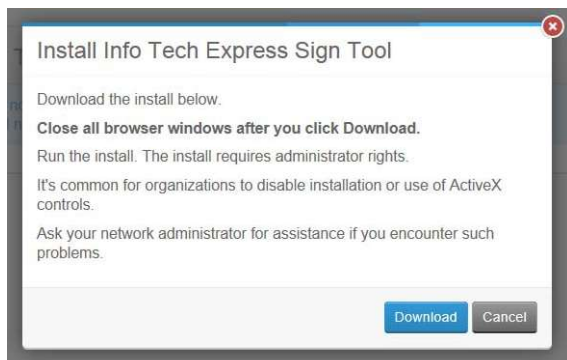 Install Info Tech Express Sign Tool
Download the install below.
Close all browser windows after you click Download.
Run the install. The install requires administrator rights.
It's common for organizations to disable installation or use of ActiveX
controls.
Ask your network administrator for assistance if you encounter such
problems.
Download Cancel